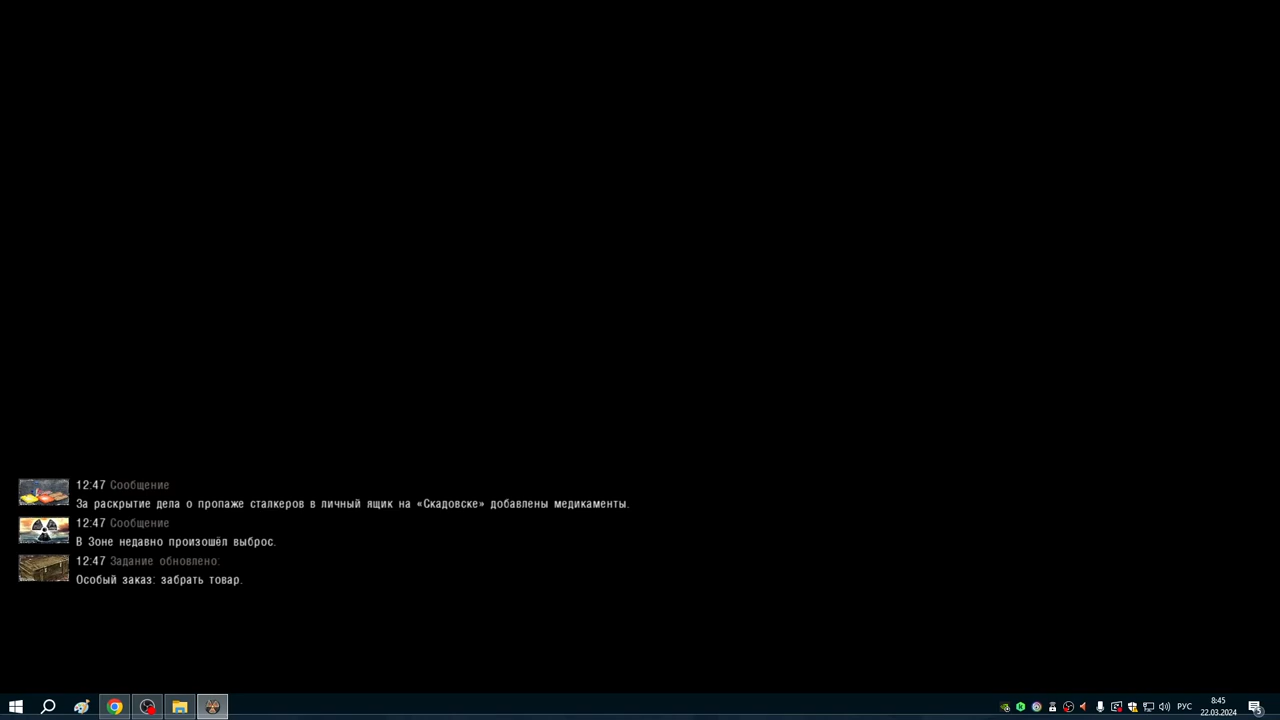 12:47 Сообщение
За раскрытие дела о пропаже сталкеров в личный ящик на «Скадовске» добавлены медикаменты.
12:47 Сообщение
В Зоне недавно произошёл выброс.
12:47 Задание обновлено:
Особый заказ: забрать товар.
РУС
8:45
22.03.2024